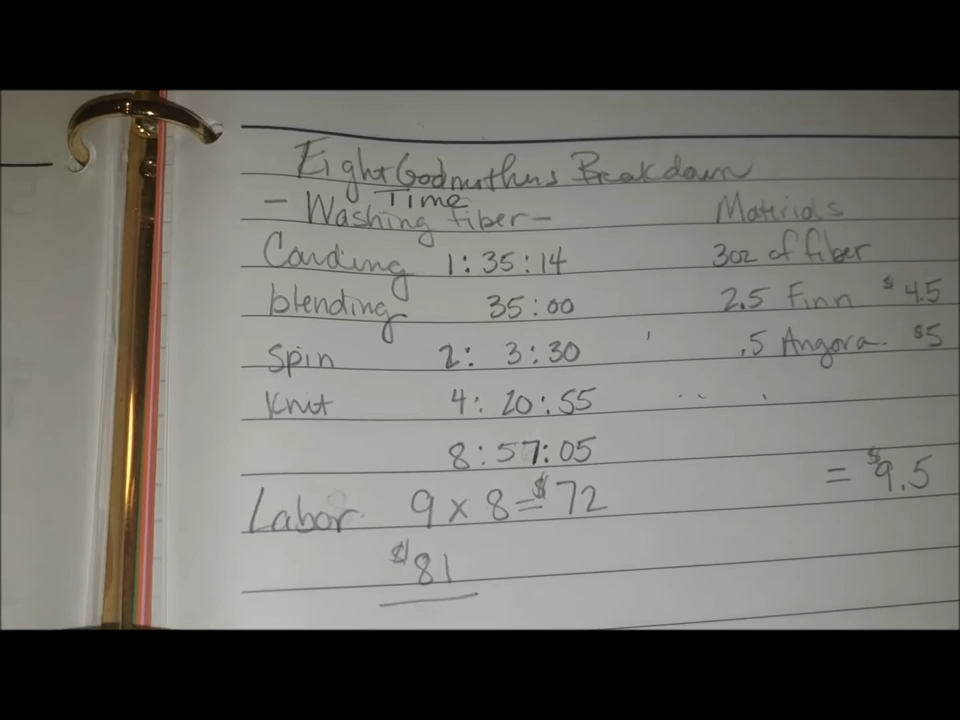 Eight Godmothers Breakdown
Time
- Washing fiber -
Materials
Carding 1:35:14
3oz of fiber
blending 35:00
2.5 Finn $4.5
Spin 2: 3:30
.5 Angora. $5
Knit 4: 20:55
8:57:05
= $9.5
Labor. 9 x 8 = $72
$81